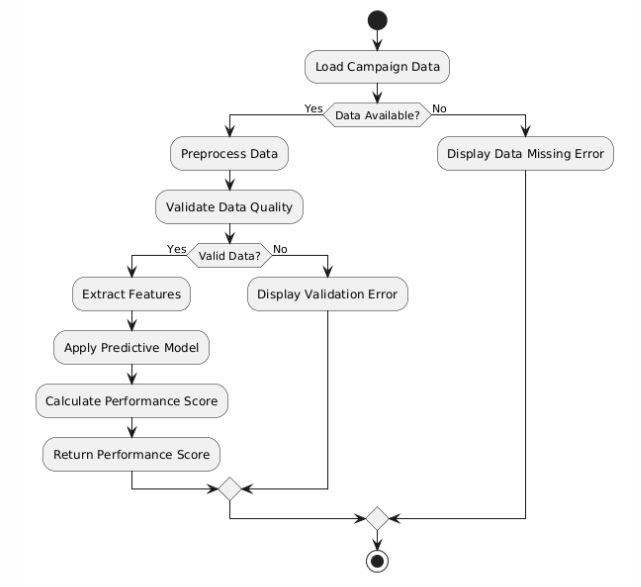 Load Campaign Data
Yes
Data Available?
No
Preprocess Data
Display Data Missing Error
Validate Data Quality
Yes
Valid Data?
No
Extract Features
Display Validation Error
Apply Predictive Model
Calculate Performance Score
Return Performance Score